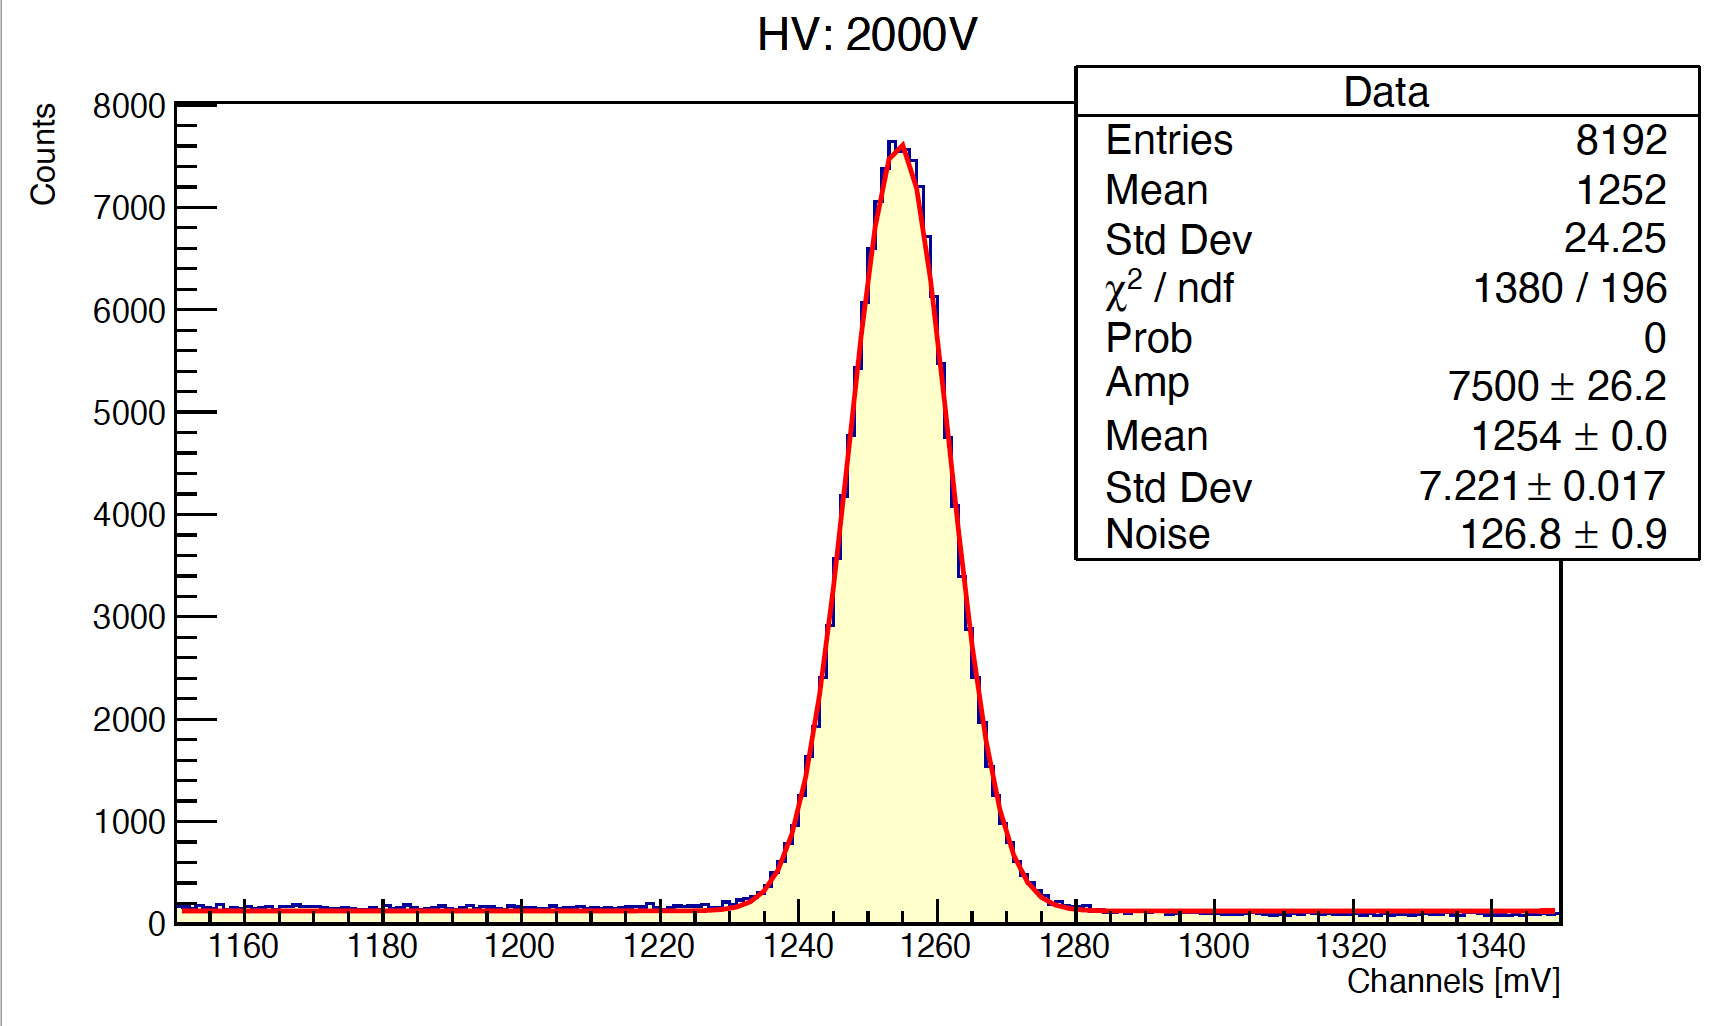 HV: 2000V
Data
Entries 8192
Mean 1252
Std Dev 24.25
χ² / ndf 1380 / 196
Prob 0
Amp 7500 ± 26.2
Mean 1254 ± 0.0
Std Dev 7.221± 0.017
Noise 126.8 ± 0.9
Counts
8000
7000
6000
5000
4000
3000
2000
1000
0
1160 1180 1200 1220 1240 1260 1280 1300 1320 1340
Channels [mV]